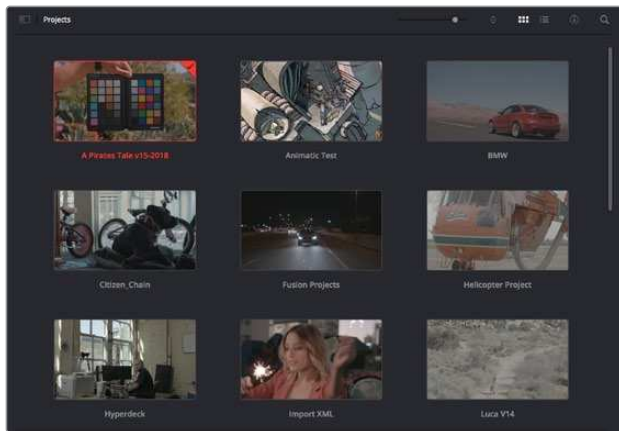 Projects
A Pirates Tale v15-2018
Animatic Test
BMW
Citizen_Chain
Fusion Projects
Helicopter Project
Hyperdeck
Import XML
Luca V14